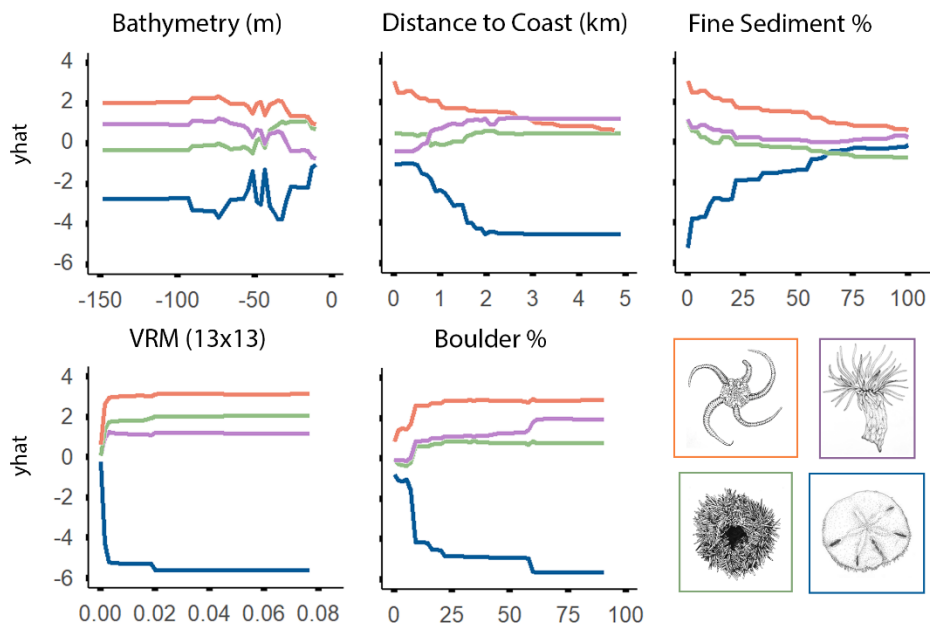 Bathymetry (m) Distance to Coast (km) Fine Sediment %
yhat
4
2
0
-2
-4
-6
-150 -100 -50 0 0 1 2 3 4 5 0 25 50 75 100
VRM (13x13) Boulder %
yhat
4
2
0
-2
-4
-6
0.00 0.02 0.04 0.06 0.08 0 25 50 75 100